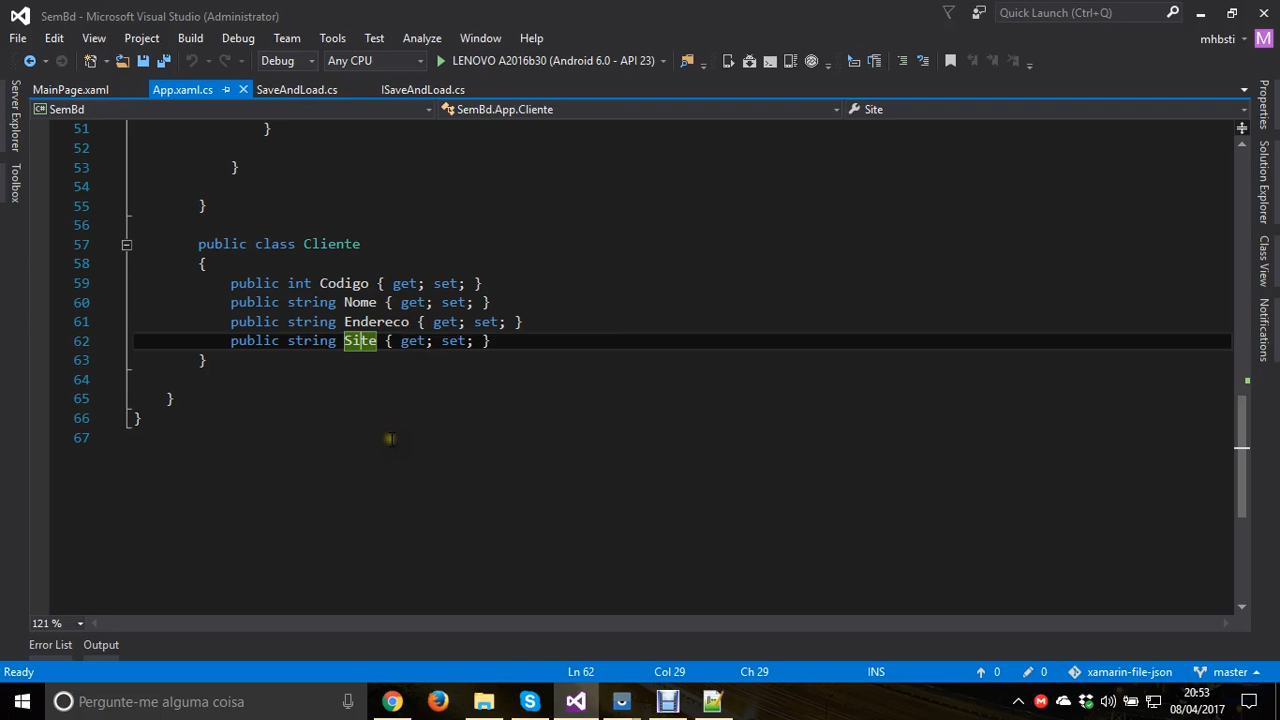 SemBd - Microsoft Visual Studio (Administrator)
Quick Launch (Ctrl+Q)
File Edit View Project Build Debug Team Tools Test Analyze Window Help
mhbsti M
Debug Any CPU LENOVO A2016b30 (Android 6.0 - API 23)
MainPage.xaml App.xaml.cs SaveAndLoad.cs ISaveAndLoad.cs
SemBd SemBd.App.Cliente Site
Server Explorer
Toolbox
Properties
Solution Explorer
Class View
Notifications
51 }
52
53 }
54
55 }
56
57 public class Cliente
58 {
59 public int Codigo { get; set; }
60 public string Nome { get; set; }
61 public string Endereco { get; set; }
62 public string Site { get; set; }
63 }
64
65 }
66 }
67
121 %
Error List Output
Ready Ln 62 Col 29 Ch 29 INS 0 0 xamarin-file-json master
Pergunte-me alguma coisa
20:53
08/04/2017